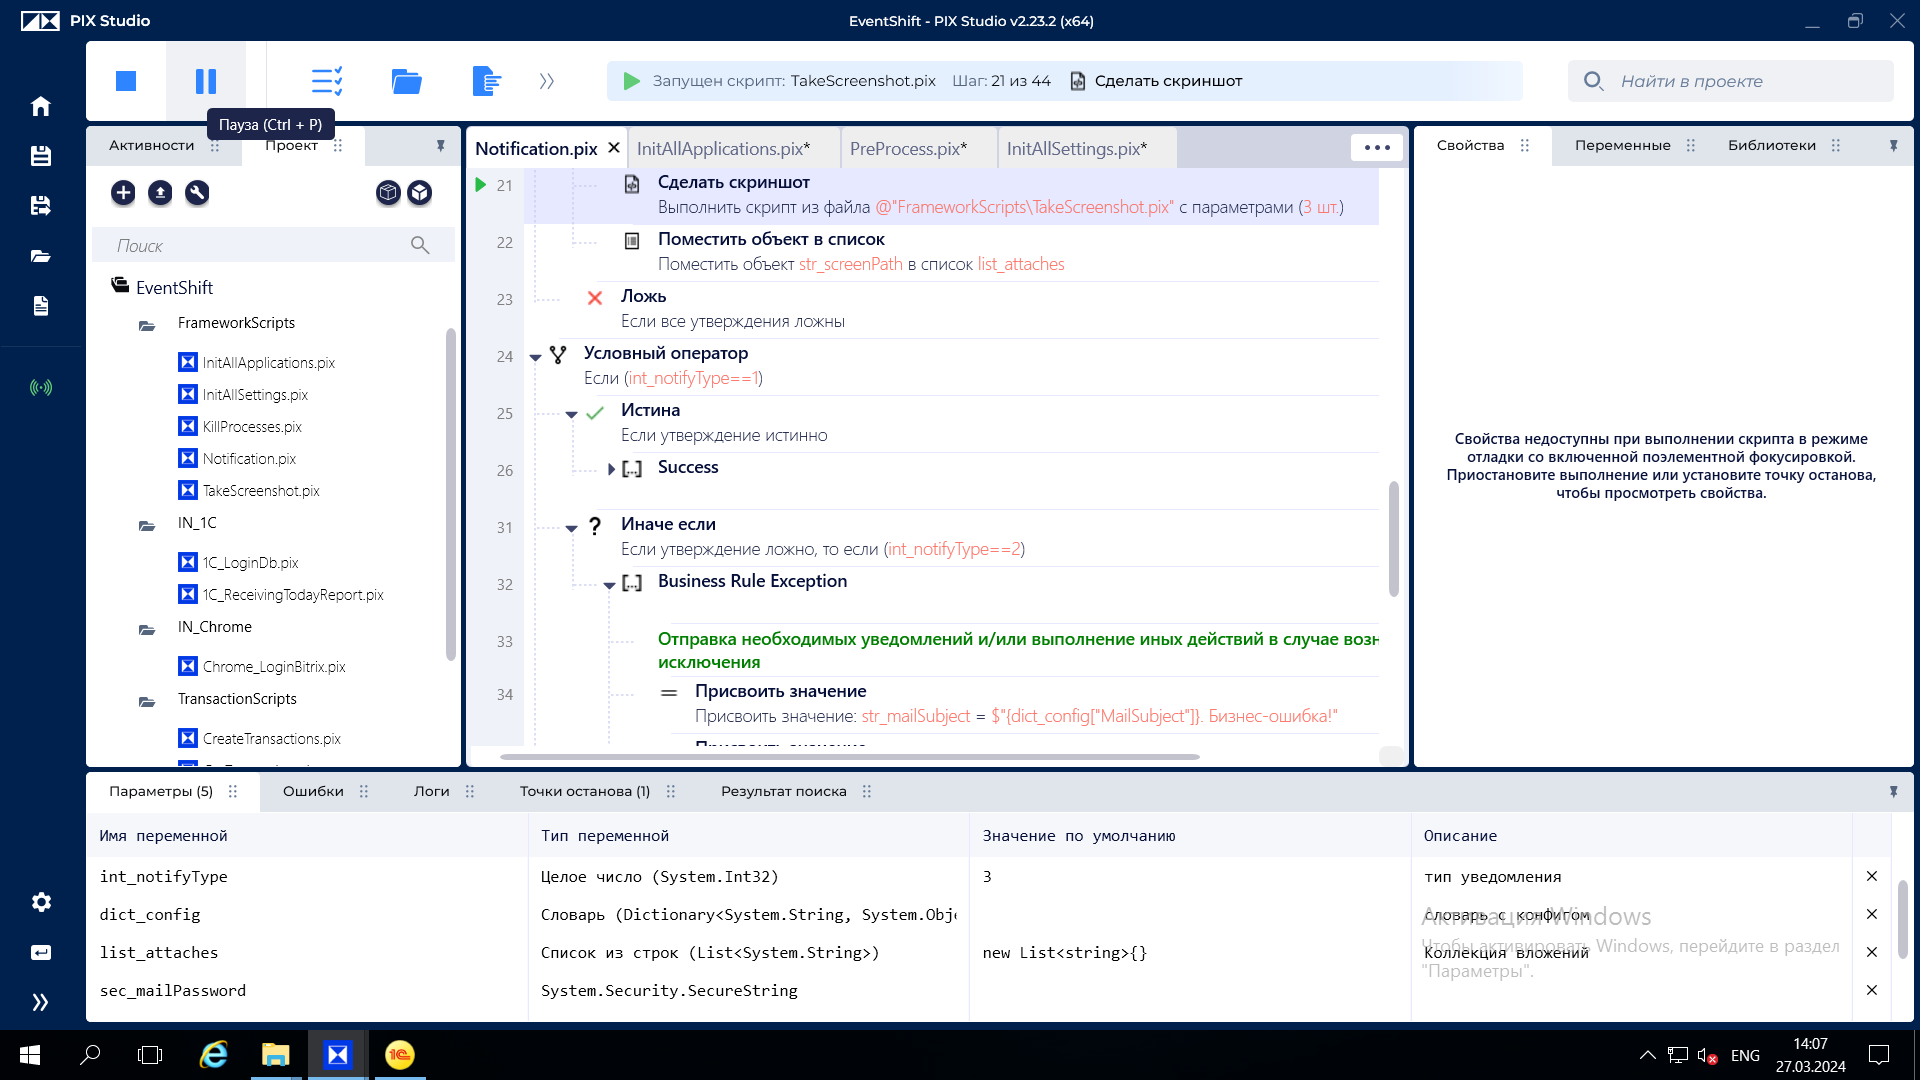 PIX Studio
EventShift - PIX Studio v2.23.2 (x64)
Запущен скрипт: TakeScreenshot.pix Шаг: 21 из 44 Сделать скриншот
Найти в проекте
Пауза (Ctrl + P)
Активности
Проект
Поиск
EventShift
FrameworkScripts
InitAllApplications.pix
InitAllSettings.pix
KillProcesses.pix
Notification.pix
TakeScreenshot.pix
IN_1C
1C_LoginDb.pix
1C_ReceivingTodayReport.pix
IN_Chrome
Chrome_LoginBitrix.pix
TransactionScripts
CreateTransactions.pix
Notification.pix
InitAllApplications.pix*
PreProcess.pix*
InitAllSettings.pix*
21 Сделать скриншот
Выполнить скрипт из файла @"FrameworkScripts\TakeScreenshot.pix" с параметрами (3 шт.)
22 Поместить объект в список
Поместить объект str_screenPath в список list_attaches
23 Ложь
Если все утверждения ложны
24 Условный оператор
Если (int_notifyType==1)
25 Истина
Если утверждение истинно
26 Success
31 Иначе если
Если утверждение ложно, то если (int_notifyType==2)
32 Business Rule Exception
33 Отправка необходимых уведомлений и/или выполнение иных действий в случае возн
исключения
34 Присвоить значение
Присвоить значение: str_mailSubject = $"{dict_config["MailSubject"]}. Бизнес-ошибка!"
Присвоить значение
Свойства
Переменные
Библиотеки
Свойства недоступны при выполнении скрипта в режиме
отладки со включенной поэлементной фокусировкой.
Приостановите выполнение или установите точку останова,
чтобы просмотреть свойства.
Параметры (5)
Ошибки
Логи
Точки останова (1)
Результат поиска
Имя переменной Тип переменной Значение по умолчанию Описание
int_notifyType Целое число (System.Int32) 3 тип уведомления
dict_config Словарь (Dictionary<System.String, System.Obje словарь с конфигом
list_attaches Список из строк (List<System.String>) new List<string>{} Коллекция вложений
sec_mailPassword System.Security.SecureString
Активация Windows
Чтобы активировать Windows, перейдите в раздел
"Параметры".
ENG
14:07
27.03.2024